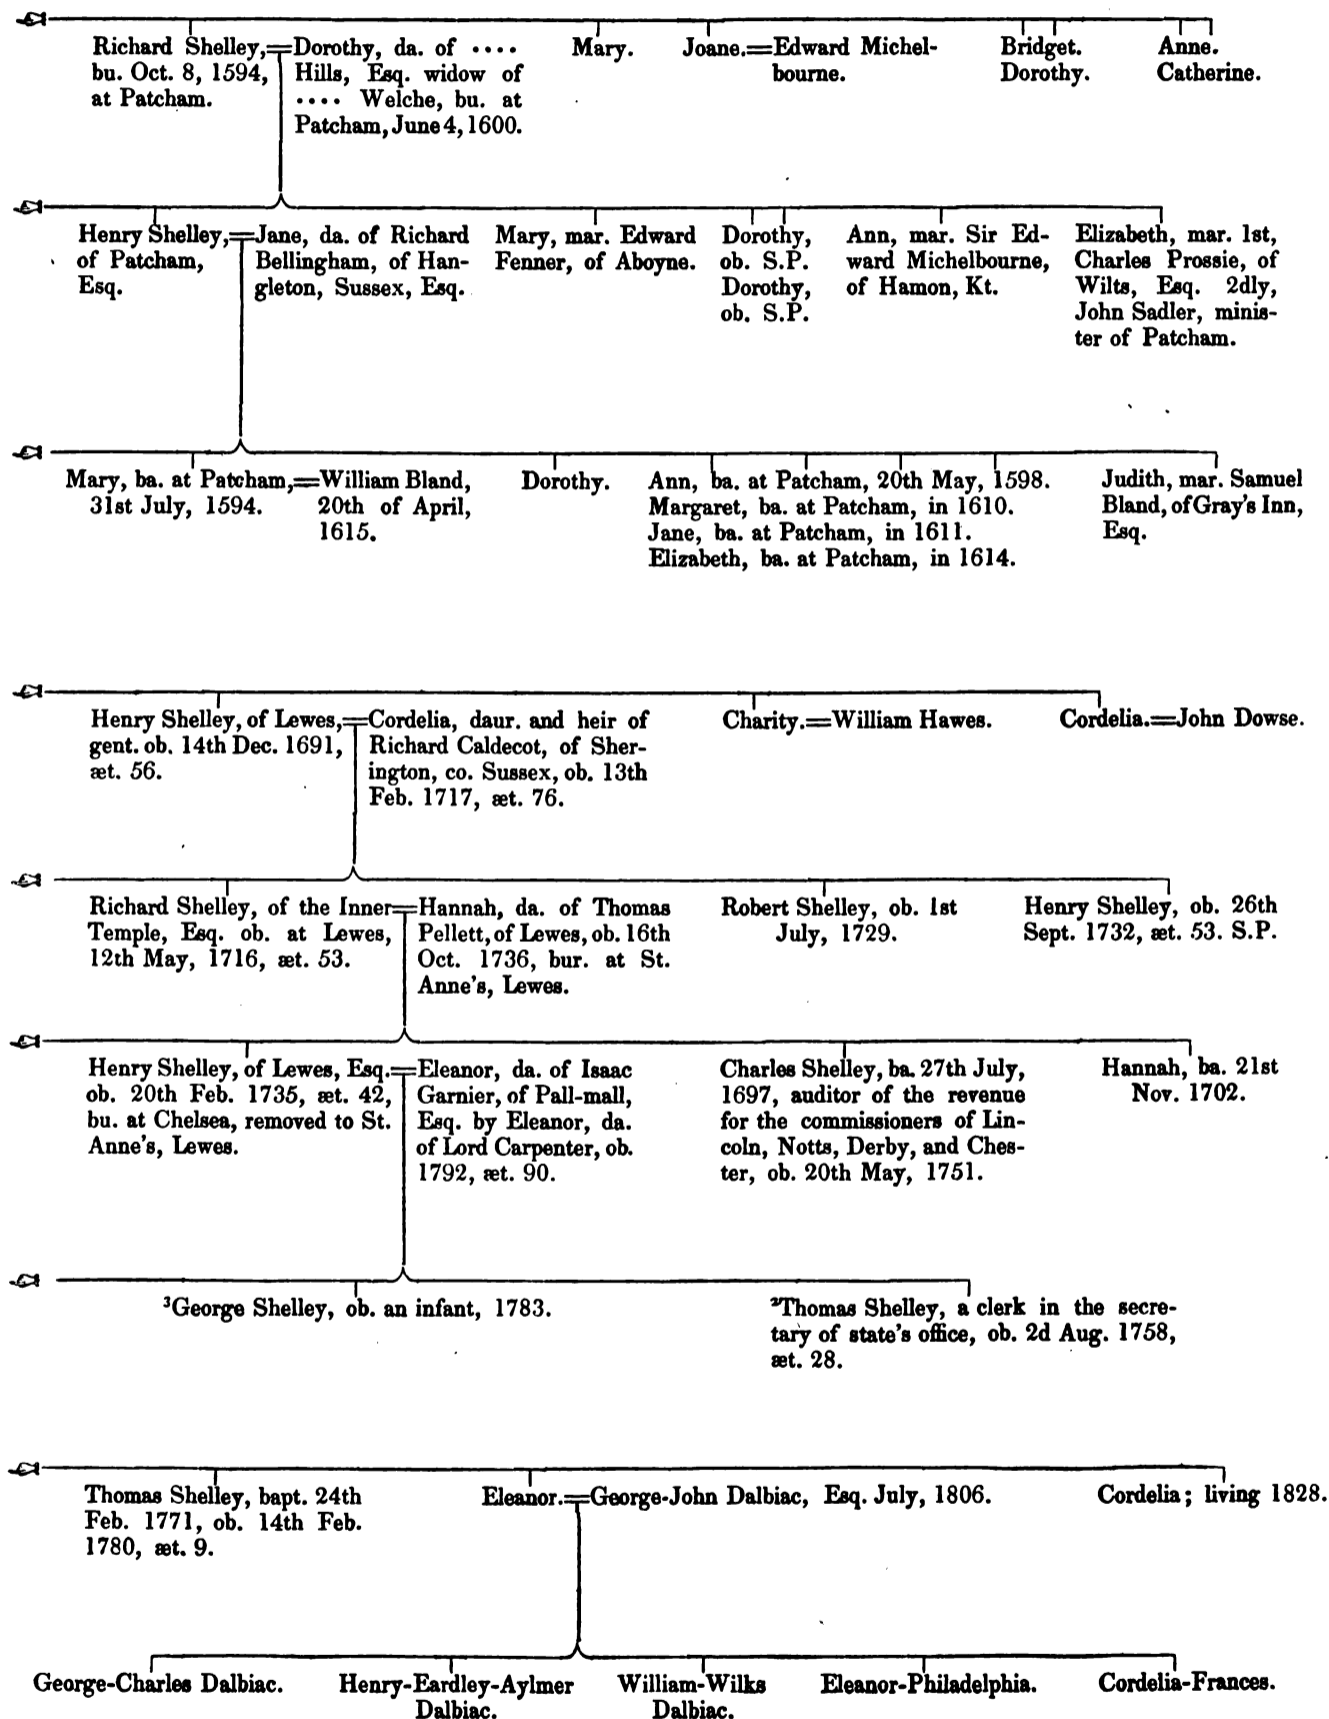 Richard Shelley,=Dorothy, da. of ····
bu. Oct. 8, 1594,
at Patcham.
Hills, Esq. widow of
···· Welche, bu. at
Patcham, June 4, 1600.
Mary.
Joane.=Edward Michel-
bourne.
Bridget.
Dorothy.
Anne.
Catherine.
Henry Shelley,=Jane, da. of Richard
of Patcham,
Esq.
Bellingham, of Han-
gleton, Sussex, Esq.
Mary, mar. Edward
Fenner, of Aboyne.
Dorothy,
ob. S.P.
Dorothy,
ob. S.P.
Ann, mar. Sir Ed-
ward Michelbourne,
of Hamon, Kt.
Elizabeth, mar. 1st,
Charles Prossie, of
Wilts, Esq. 2dly,
John Sadler, minis-
ter of Patcham.
Mary, ba. at Patcham,=William Bland,
31st July, 1594.
20th of April,
1615.
Dorothy.
Ann, ba. at Patcham, 20th May, 1598.
Margaret, ba. at Patcham, in 1610.
Jane, ba. at Patcham, in 1611.
Elizabeth, ba. at Patcham, in 1614.
Judith, mar. Samuel
Bland, of Gray's Inn,
Esq.
Henry Shelley, of Lewes,=Cordelia, daur. and heir of
gent. ob. 14th Dec. 1691,
æt. 56.
Richard Caldecot, of Sher-
ington, co. Sussex, ob. 13th
Feb. 1717, æt. 76.
Charity.=William Hawes.
Cordelia.=John Dowse.
Richard Shelley, of the Inner=Hannah, da. of Thomas
Temple, Esq. ob. at Lewes,
12th May, 1716, æt. 53.
Pellett, of Lewes, ob. 16th
Oct. 1736, bur. at St.
Anne's, Lewes.
Robert Shelley, ob. 1st
July, 1729.
Henry Shelley, ob. 26th
Sept. 1732, æt. 53. S.P.
Henry Shelley, of Lewes, Esq.=Eleanor, da. of Isaac
ob. 20th Feb. 1735, æt. 42,
bu. at Chelsea, removed to St.
Anne's, Lewes.
Garnier, of Pall-mall,
Esq. by Eleanor, da.
of Lord Carpenter, ob.
1792, æt. 90.
Charles Shelley, ba. 27th July,
1697, auditor of the revenue
for the commissioners of Lin-
coln, Notts, Derby, and Ches-
ter, ob. 20th May, 1751.
Hannah, ba. 21st
Nov. 1702.
³George Shelley, ob. an infant, 1783.
²Thomas Shelley, a clerk in the secre-
tary of state's office, ob. 2d Aug. 1758,
æt. 28.
Thomas Shelley, bapt. 24th
Feb. 1771, ob. 14th Feb.
1780, æt. 9.
Eleanor.=George-John Dalbiac, Esq. July, 1806.
Cordelia; living 1828.
George-Charles Dalbiac.
Henry-Eardley-Aylmer
Dalbiac.
William-Wilks
Dalbiac.
Eleanor-Philadelphia.
Cordelia-Frances.